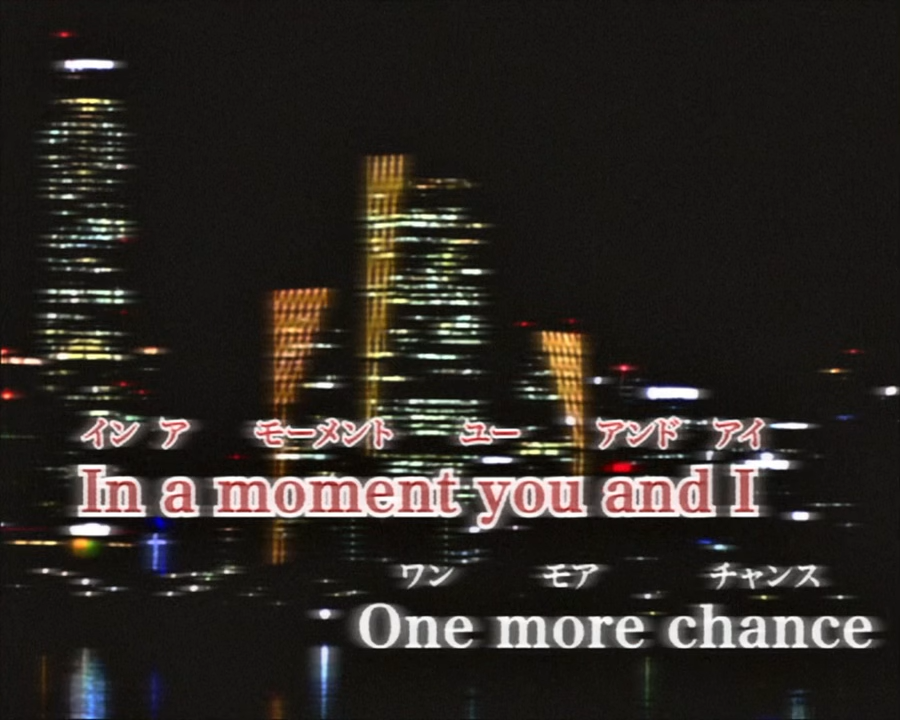 イン ア モーメント ユー アンド アイ
In a moment you and I
ワン モア チャンス
One more chance